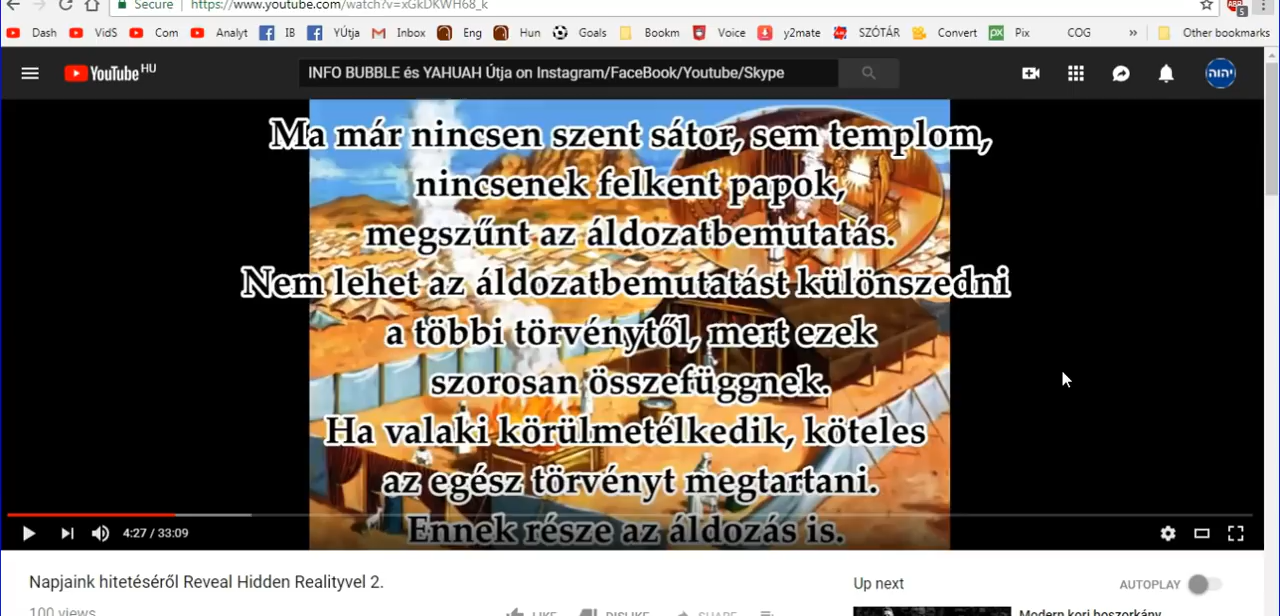 Secure https://www.youtube.com/watch?v=xGkDKWH68_k
Dash VidS Com Analyt IB YÚtja Inbox Eng Hun Goals Bookm Voice y2mate SZÓTÁR Convert Pix COG » Other bookmarks
YouTube HU INFO BUBBLE és YAHUAH Útja on Instagram/FaceBook/Youtube/Skype יהוה
Ma már nincsen szent sátor, sem templom,
nincsenek felkent papok,
megszűnt az áldozatbemutatás.
Nem lehet az áldozatbemutatást különszedni
a többi törvénytől, mert ezek
szorosan összefüggnek.
Ha valaki körülmetélkedik, köteles
az egész törvényt megtartani.
Ennek része az áldozás is.
4:27 / 33:09
Napjaink hitetéséről Reveal Hidden Realityvel 2.
Up next AUTOPLAY
100 views LIKE DISLIKE SHARE
Modern kori boszorkány